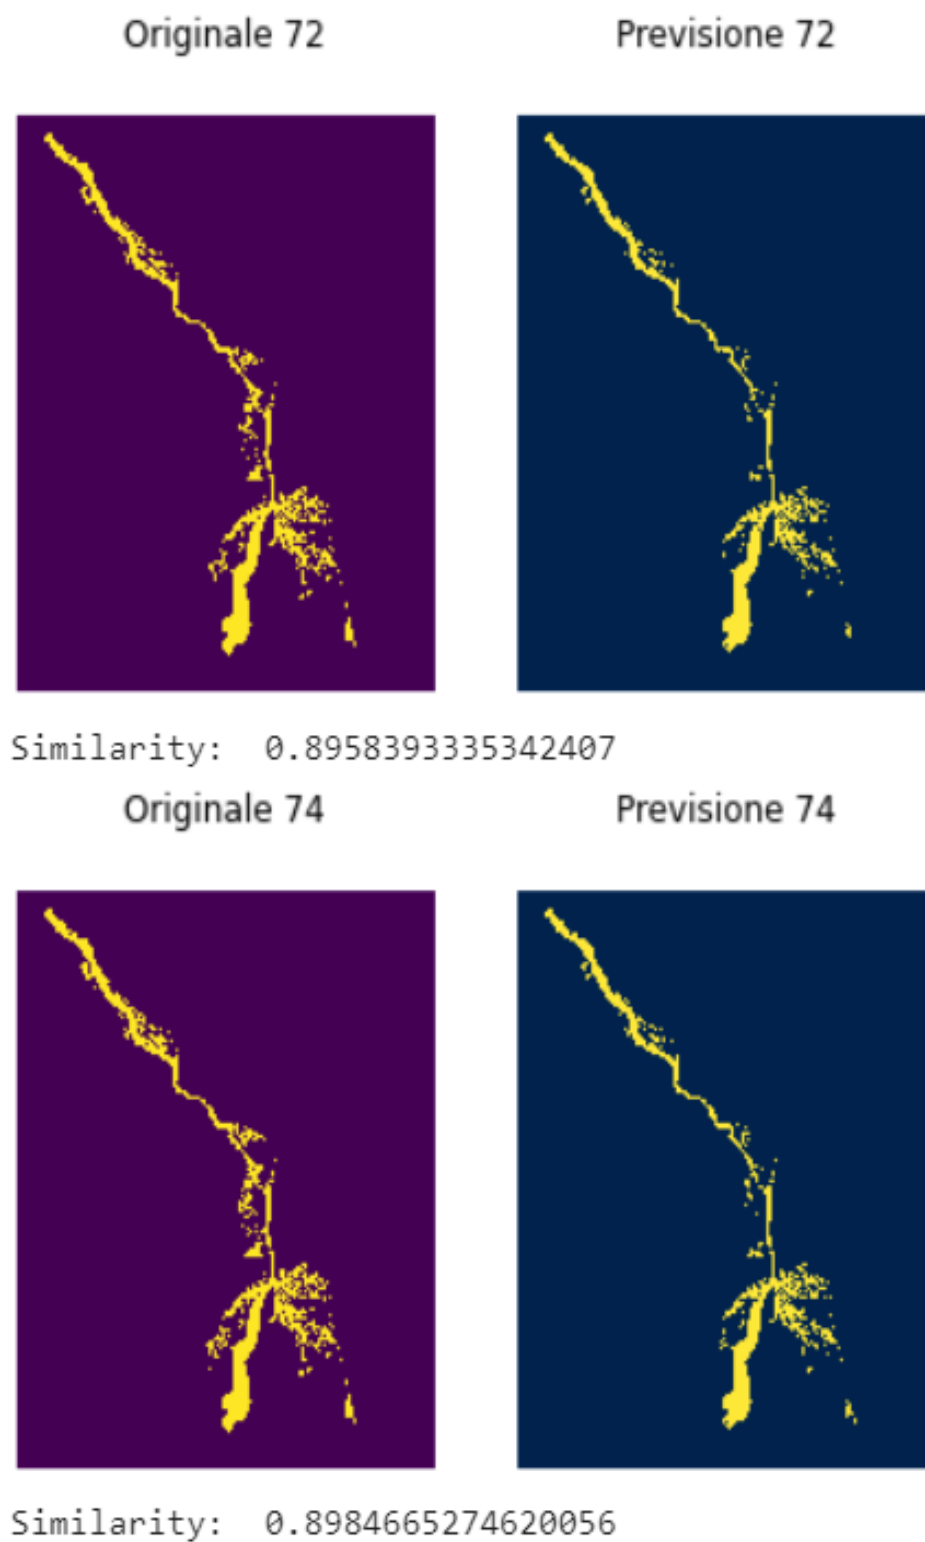 Originale 72
Previsione 72
Similarity: 0.8958393335342407
Originale 74
Previsione 74
Similarity: 0.8984665274620056